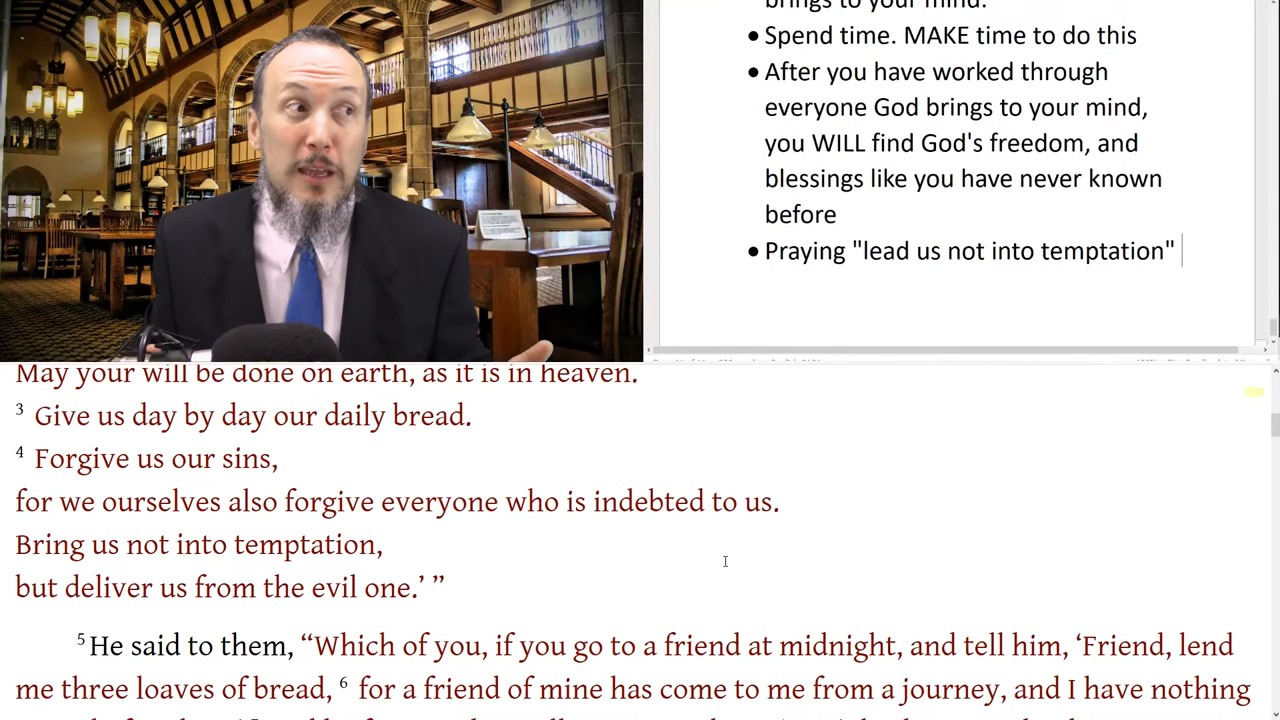 brings to your mind.
• Spend time. MAKE time to do this
• After you have worked through
everyone God brings to your mind,
you WILL find God's freedom, and
blessings like you have never known
before
• Praying "lead us not into temptation"
May your will be done on earth, as it is in heaven.
3 Give us day by day our daily bread.
4 Forgive us our sins,
for we ourselves also forgive everyone who is indebted to us.
Bring us not into temptation,
but deliver us from the evil one.’ ”
5 He said to them, “Which of you, if you go to a friend at midnight, and tell him, ‘Friend, lend
me three loaves of bread, 6 for a friend of mine has come to me from a journey, and I have nothing